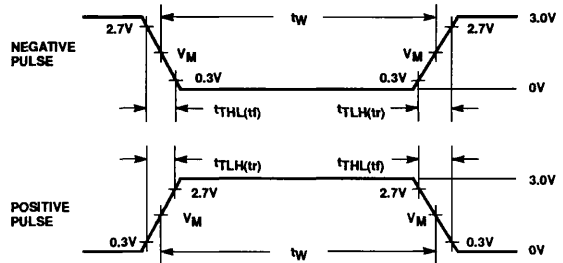 tW
3.0V
2.7V
2.7V
NEGATIVE
PULSE
VM
VM
0.3V
0.3V
0V
tTHL(tf)
tTLH(tr)
tTLH(tr)
tTHL(tf)
3.0V
2.7V
2.7V
POSITIVE
PULSE
VM
VM
0.3V
0.3V
0V
tW